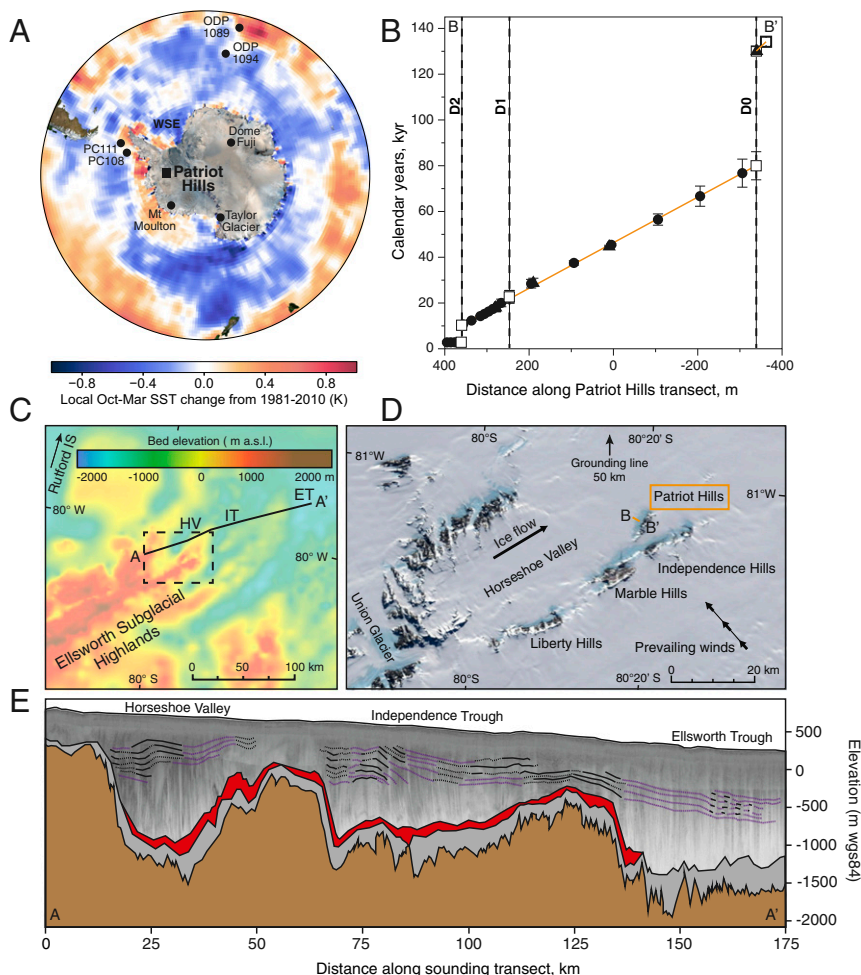 A
ODP
1089
ODP
1094
WSE
Dome
Fuji
PC111
PC108
Patriot
Hills
Mt
Moulton
Taylor
Glacier
−0.8 −0.4 0.0 0.4 0.8
Local Oct-Mar SST change from 1981-2010 (K)
B
B B'
D2 D1 D0
Calendar years, kyr
140
120
100
80
60
40
20
0
400 200 0 -200 -400
Distance along Patriot Hills transect, m
C
Rutford IS
Bed elevation ( m a.s.l.)
-2000 -1000 0 1000 2000 m
80° W
ET
A'
IT
HV
A
80° W
Ellsworth Subglacial
Highlands
0 50 100 km
80° S
D
80°S
80°20' S
81°W
Grounding line
50 km
81°W
Patriot Hills
B
B'
Ice flow
Horseshoe Valley
Independence Hills
Marble Hills
Union Glacier
Liberty Hills
Prevailing winds
0 20 km
80°S
80°20' S
E
Horseshoe Valley
Independence Trough
Ellsworth Trough
500
0
-500
-1000
-1500
-2000
Elevation (m wgs84)
A A'
0 25 50 75 100 125 150 175
Distance along sounding transect, km